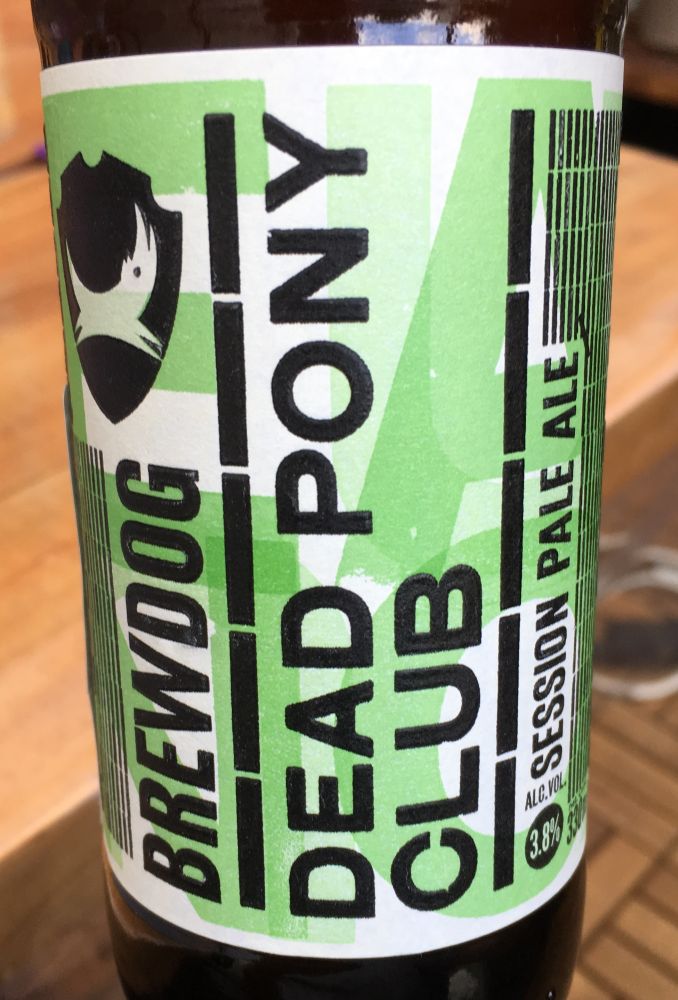 BREWDOG
DEAD PONY
CLUB
SESSION PALE ALE
ALC.VOL.
3.8%